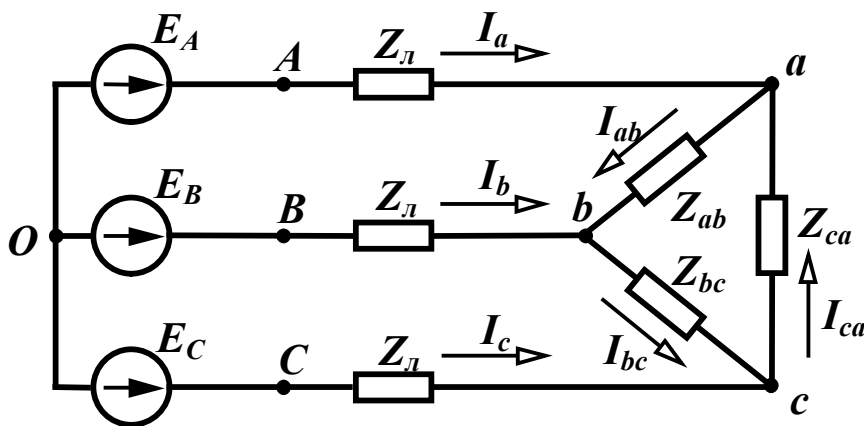 E_A A Z_л I_a a
I_ab
E_B B Z_л I_b b Z_ab Z_ca
O
Z_bc
E_C C Z_л I_c I_bc I_ca
c